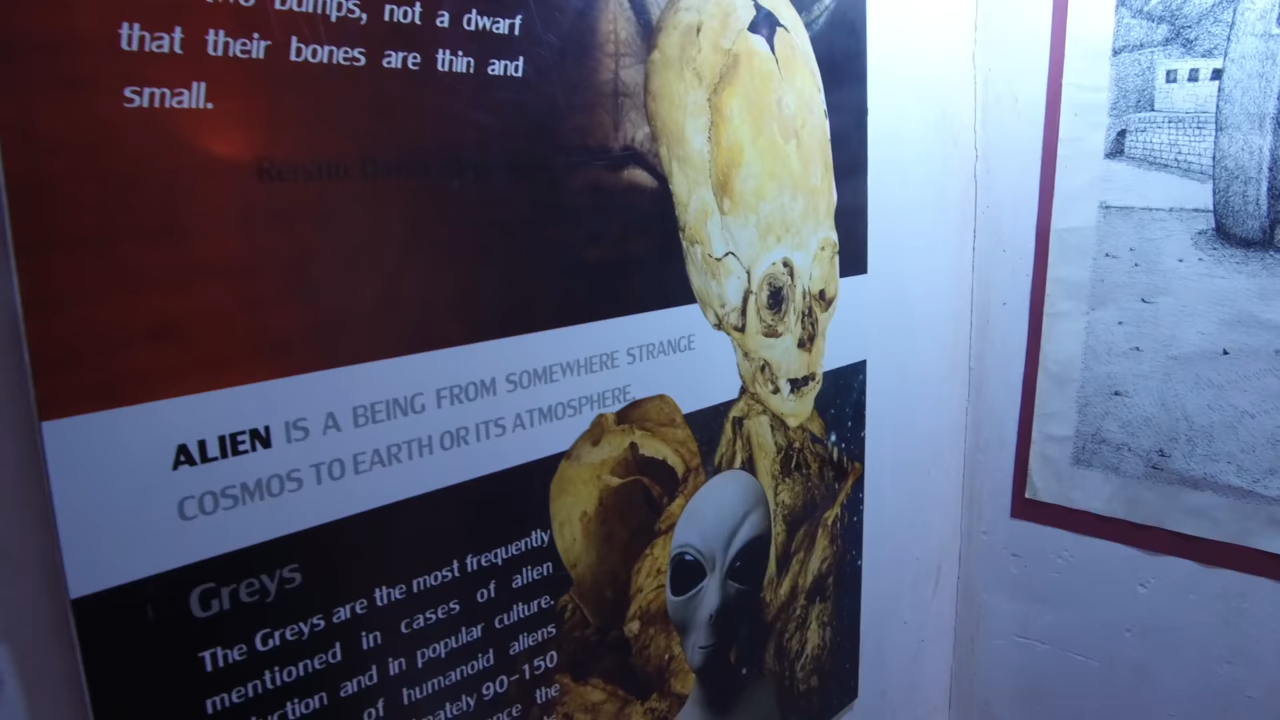 bumps, not a dwarf
that their bones are thin and
small.
ALIEN IS A BEING FROM SOMEWHERE STRANGE
COSMOS TO EARTH OR ITS ATMOSPHERE.
Greys
The Greys are the most frequently
mentioned in cases of alien
and in popular culture.
of humanoid aliens
90-150
the